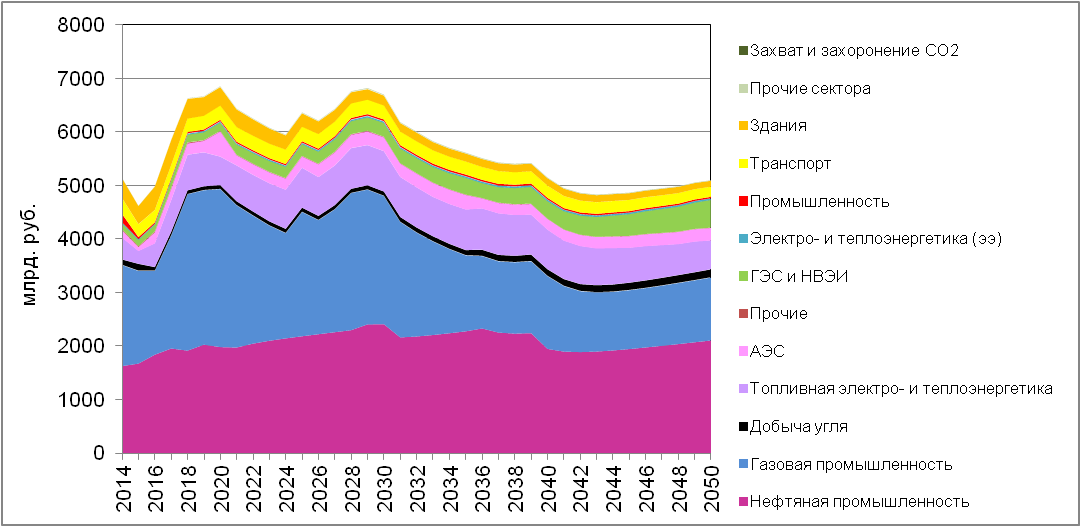 млрд. руб.
8000
7000
6000
5000
4000
3000
2000
1000
0
2014
2016
2018
2020
2022
2024
2026
2028
2030
2032
2034
2036
2038
2040
2042
2044
2046
2048
2050
Захват и захоронение СО2
Прочие сектора
Здания
Транспорт
Промышленность
Электро- и теплоэнергетика (ээ)
ГЭС и НВЭИ
Прочие
АЭС
Топливная электро- и теплоэнергетика
Добыча угля
Газовая промышленность
Нефтяная промышленность